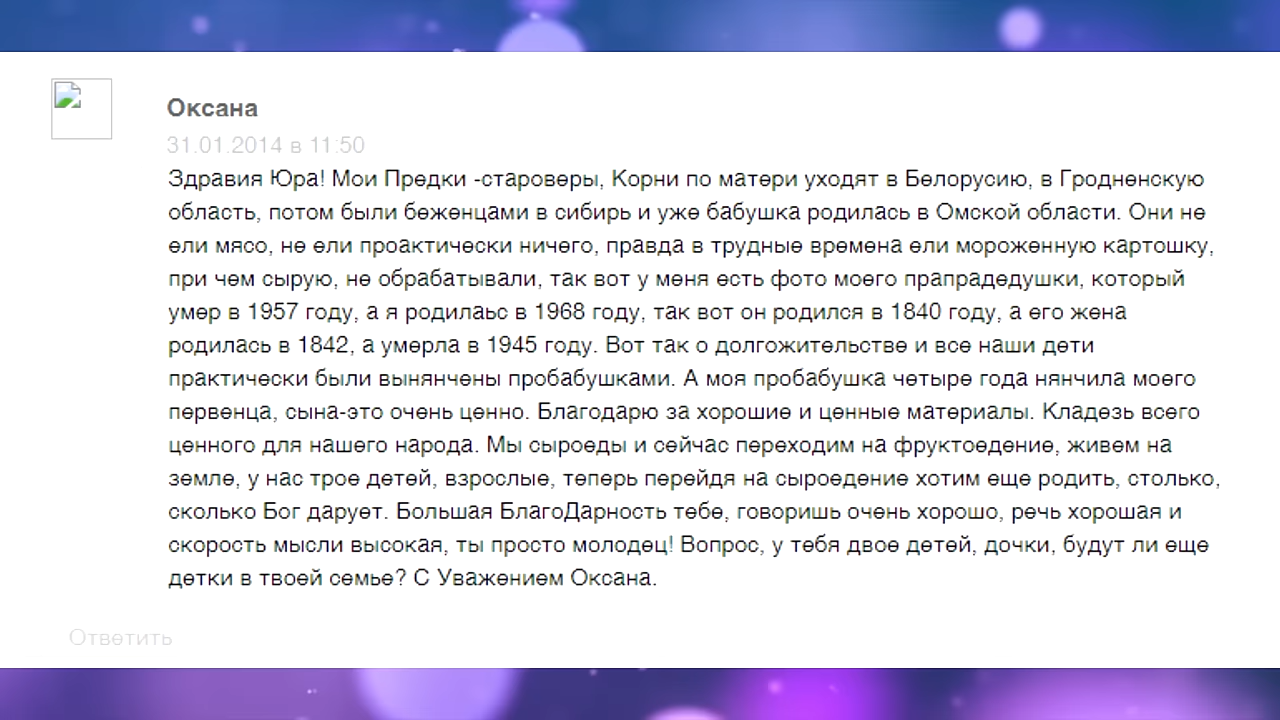 Оксана
31.01.2014 в 11:50
Здравия Юра! Мои Предки -староверы, Корни по матери уходят в Белорусию, в Гродненскую
область, потом были беженцами в сибирь и уже бабушка родилась в Омской области. Они не
ели мясо, не ели проактически ничего, правда в трудные времена ели мороженную картошку,
при чем сырую, не обрабатывали, так вот у меня есть фото моего прапрадедушки, который
умер в 1957 году, а я родилаьс в 1968 году, так вот он родился в 1840 году, а его жена
родилась в 1842, а умерла в 1945 году. Вот так о долгожительстве и все наши дети
практически были вынянчены пробабушками. А моя пробабушка четыре года нянчила моего
первенца, сына-это очень ценно. Благодарю за хорошие и ценные материалы. Кладезь всего
ценного для нашего народа. Мы сыроеды и сейчас переходим на фруктоедение, живем на
земле, у нас трое детей, взрослые, теперь перейдя на сыроедение хотим еще родить, столько,
сколько Бог дарует. Большая БлагоДарность тебе, говоришь очень хорошо, речь хорошая и
скорость мысли высокая, ты просто молодец! Вопрос, у тебя двое детей, дочки, будут ли еще
детки в твоей семье? С Уважением Оксана.
Ответить